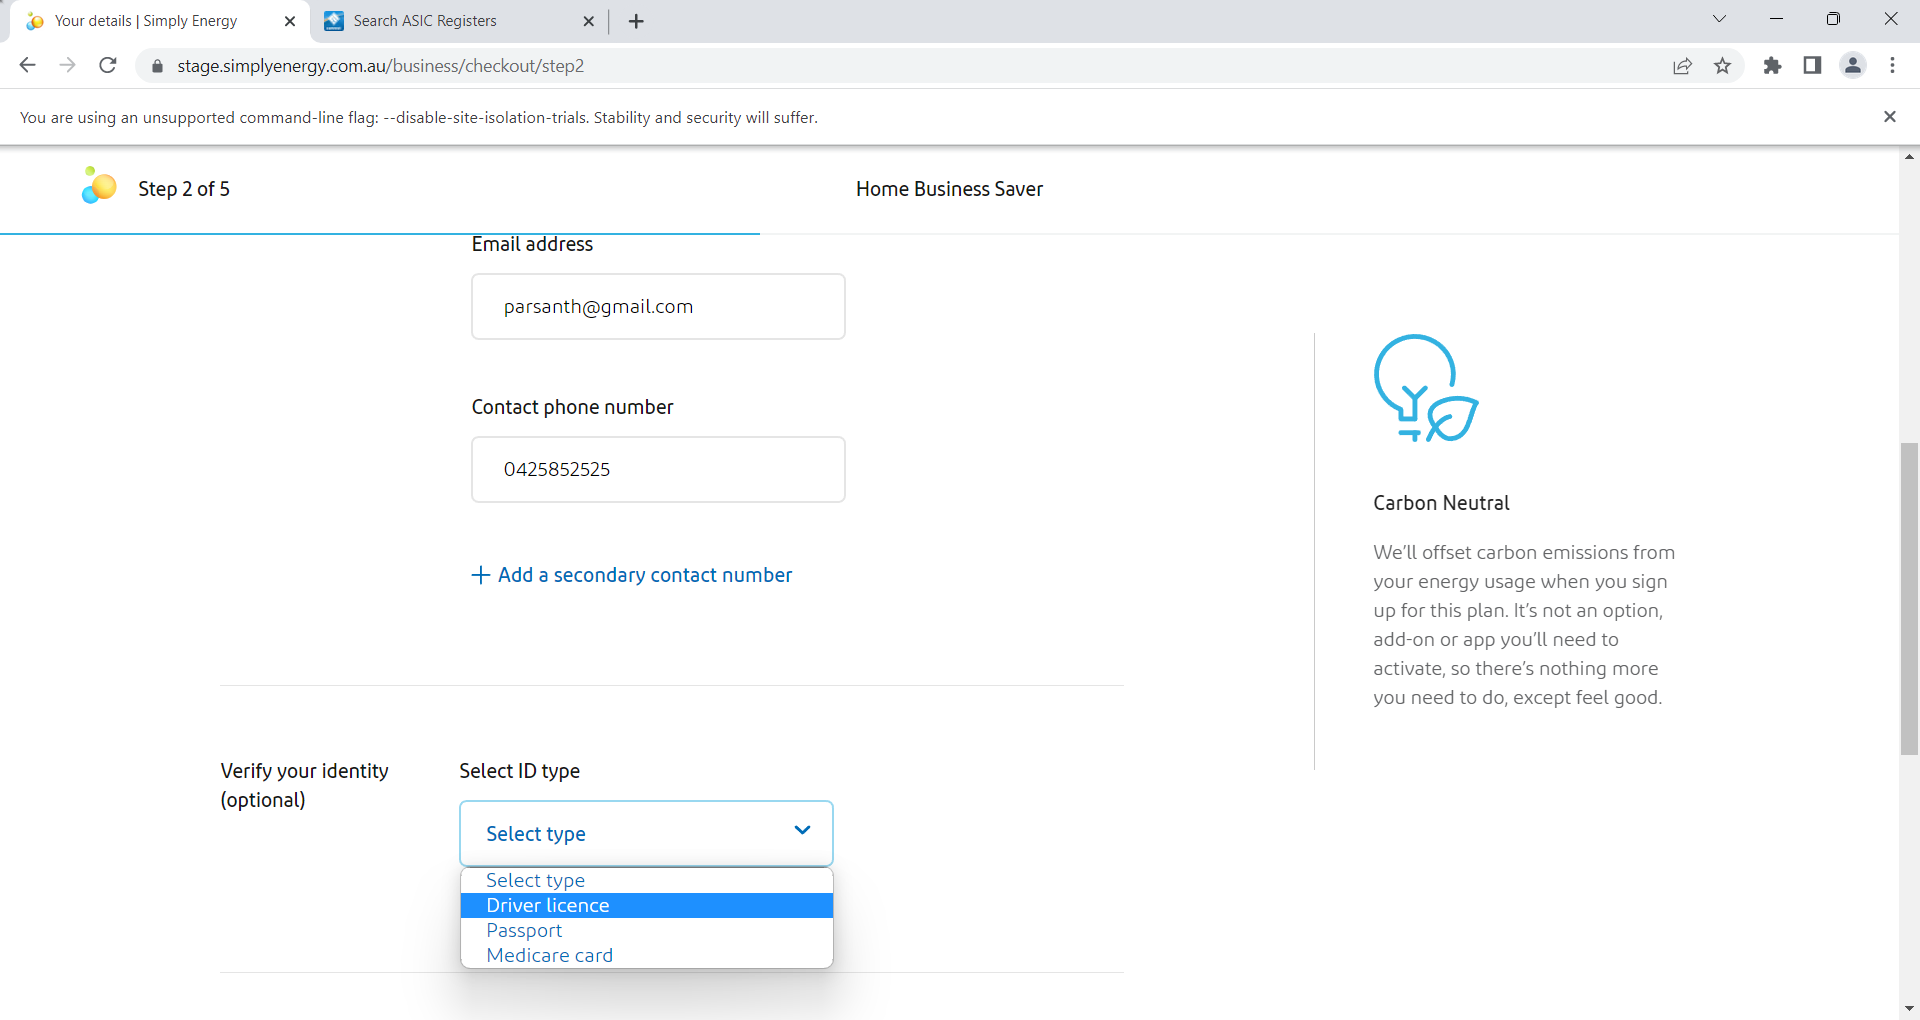 Your details | Simply Energy
Search ASIC Registers
stage.simplyenergy.com.au/business/checkout/step2
You are using an unsupported command-line flag: --disable-site-isolation-trials. Stability and security will suffer.
Step 2 of 5
Home Business Saver
Email address
parsanth@gmail.com
Contact phone number
0425852525
Add a secondary contact number
Carbon Neutral
We'll offset carbon emissions from
your energy usage when you sign
up for this plan. It's not an option,
add-on or app you'll need to
activate, so there's nothing more
you need to do, except feel good.
Verify your identity
(optional)
Select ID type
Select type
Select type
Driver licence
Passport
Medicare card